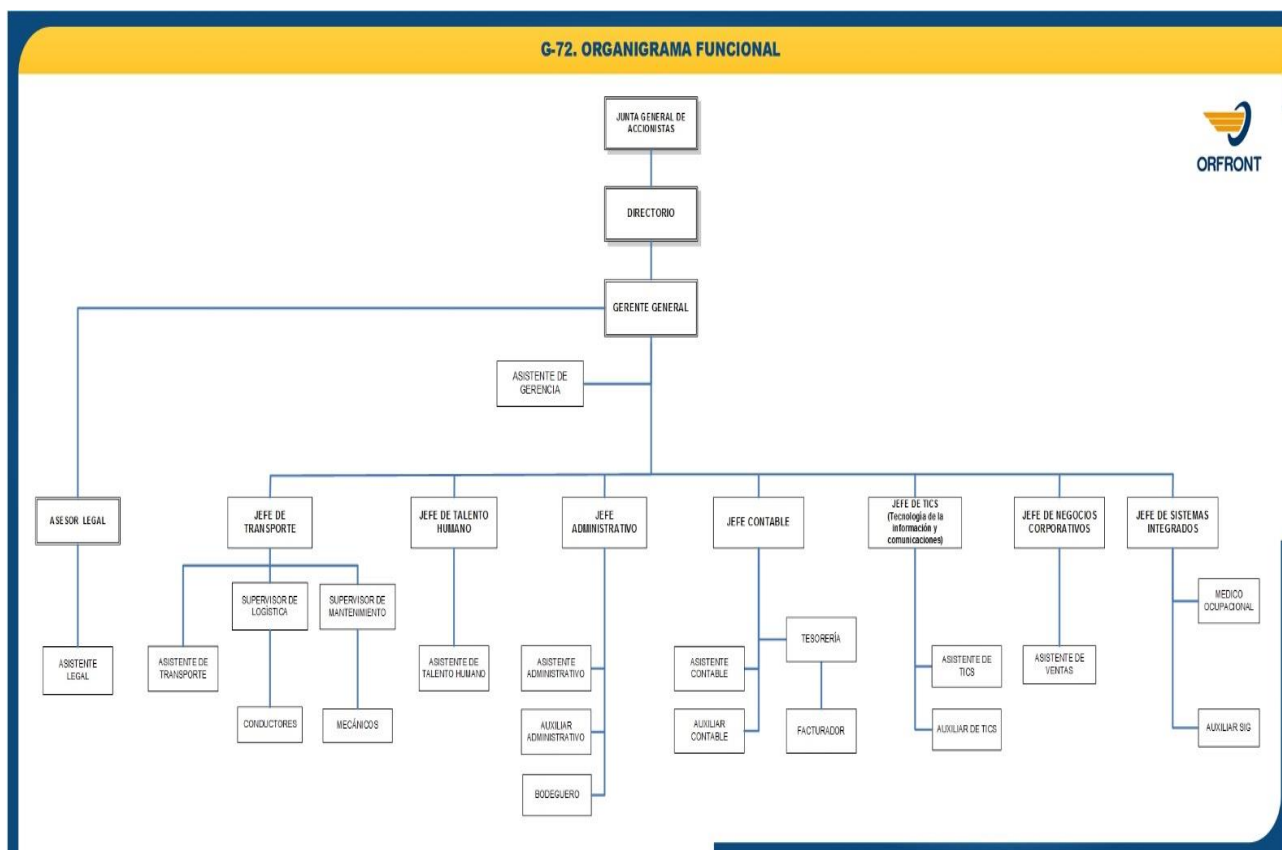 G-72. ORGANIGRAMA FUNCIONAL
JUNTA GENERAL DE
ACCIONISTAS
ORFRONT
DIRECTORIO
GERENTE GENERAL
ASISTENTE DE
GERENCIA
ASESOR LEGAL
JEFE DE
TRANSPORTE
JEFE DE TALENTO
HUMANO
JEFE
ADMINISTRATIVO
JEFE CONTABLE
JEFE DE TICS
(Tecnología de la
información y
comunicaciones)
JEFE DE NEGOCIOS
CORPORATIVOS
JEFE DE SISTEMAS
INTEGRADOS
SUPERVISOR DE
LOGÍSTICA
SUPERVISOR DE
MANTENIMIENTO
MEDICO
OCUPACIONAL
TESORERÍA
ASISTENTE
LEGAL
ASISTENTE DE
TRANSPORTE
ASISTENTE DE
TALENTO HUMANO
ASISTENTE
ADMINISTRATIVO
ASISTENTE
CONTABLE
ASISTENTE DE
TICS
ASISTENTE DE
VENTAS
CONDUCTORES
MECÁNICOS
AUXILIAR
ADMINISTRATIVO
AUXILIAR
CONTABLE
FACTURADOR
AUXILIAR DE TICS
AUXILIAR SIG
BODEGUERO